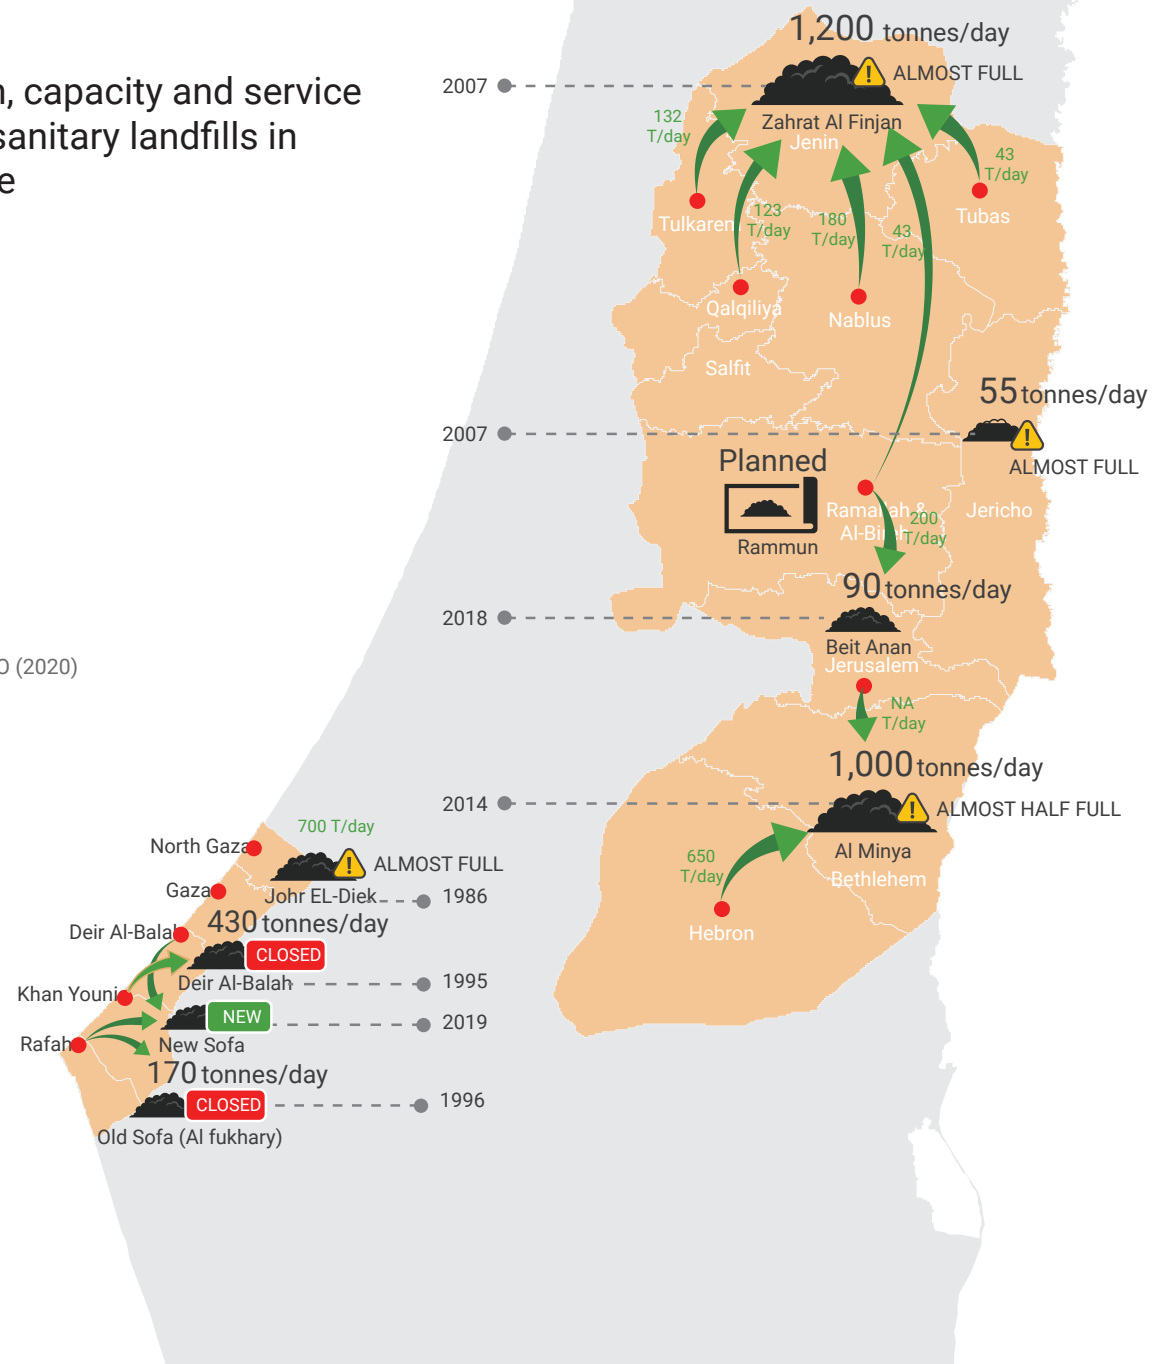 , capacity and service
sanitary landfills in
e
O (2020)
1,200 tonnes/day
2007
ALMOST FULL
Zahrat Al Finjan
Jenin
132
T/day
43
T/day
Tulkarem
123
T/day
180
T/day
43
T/day
Tubas
Qalqiliya
Nablus
Salfit
55 tonnes/day
2007
ALMOST FULL
Planned
Rammun
Ramallah &
Al-Bireh
200
T/day
Jericho
90 tonnes/day
2018
Beit Anan
Jerusalem
NA
T/day
1,000 tonnes/day
2014
ALMOST HALF FULL
Al Minya
Bethlehem
650
T/day
Hebron
700 T/day
North Gaza
ALMOST FULL
Gaza
Johr EL-Diek
1986
430 tonnes/day
Deir Al-Balah
CLOSED
Deir Al-Balah
1995
Khan Younis
NEW
2019
Rafah
New Sofa
170 tonnes/day
CLOSED
1996
Old Sofa (Al fukhary)